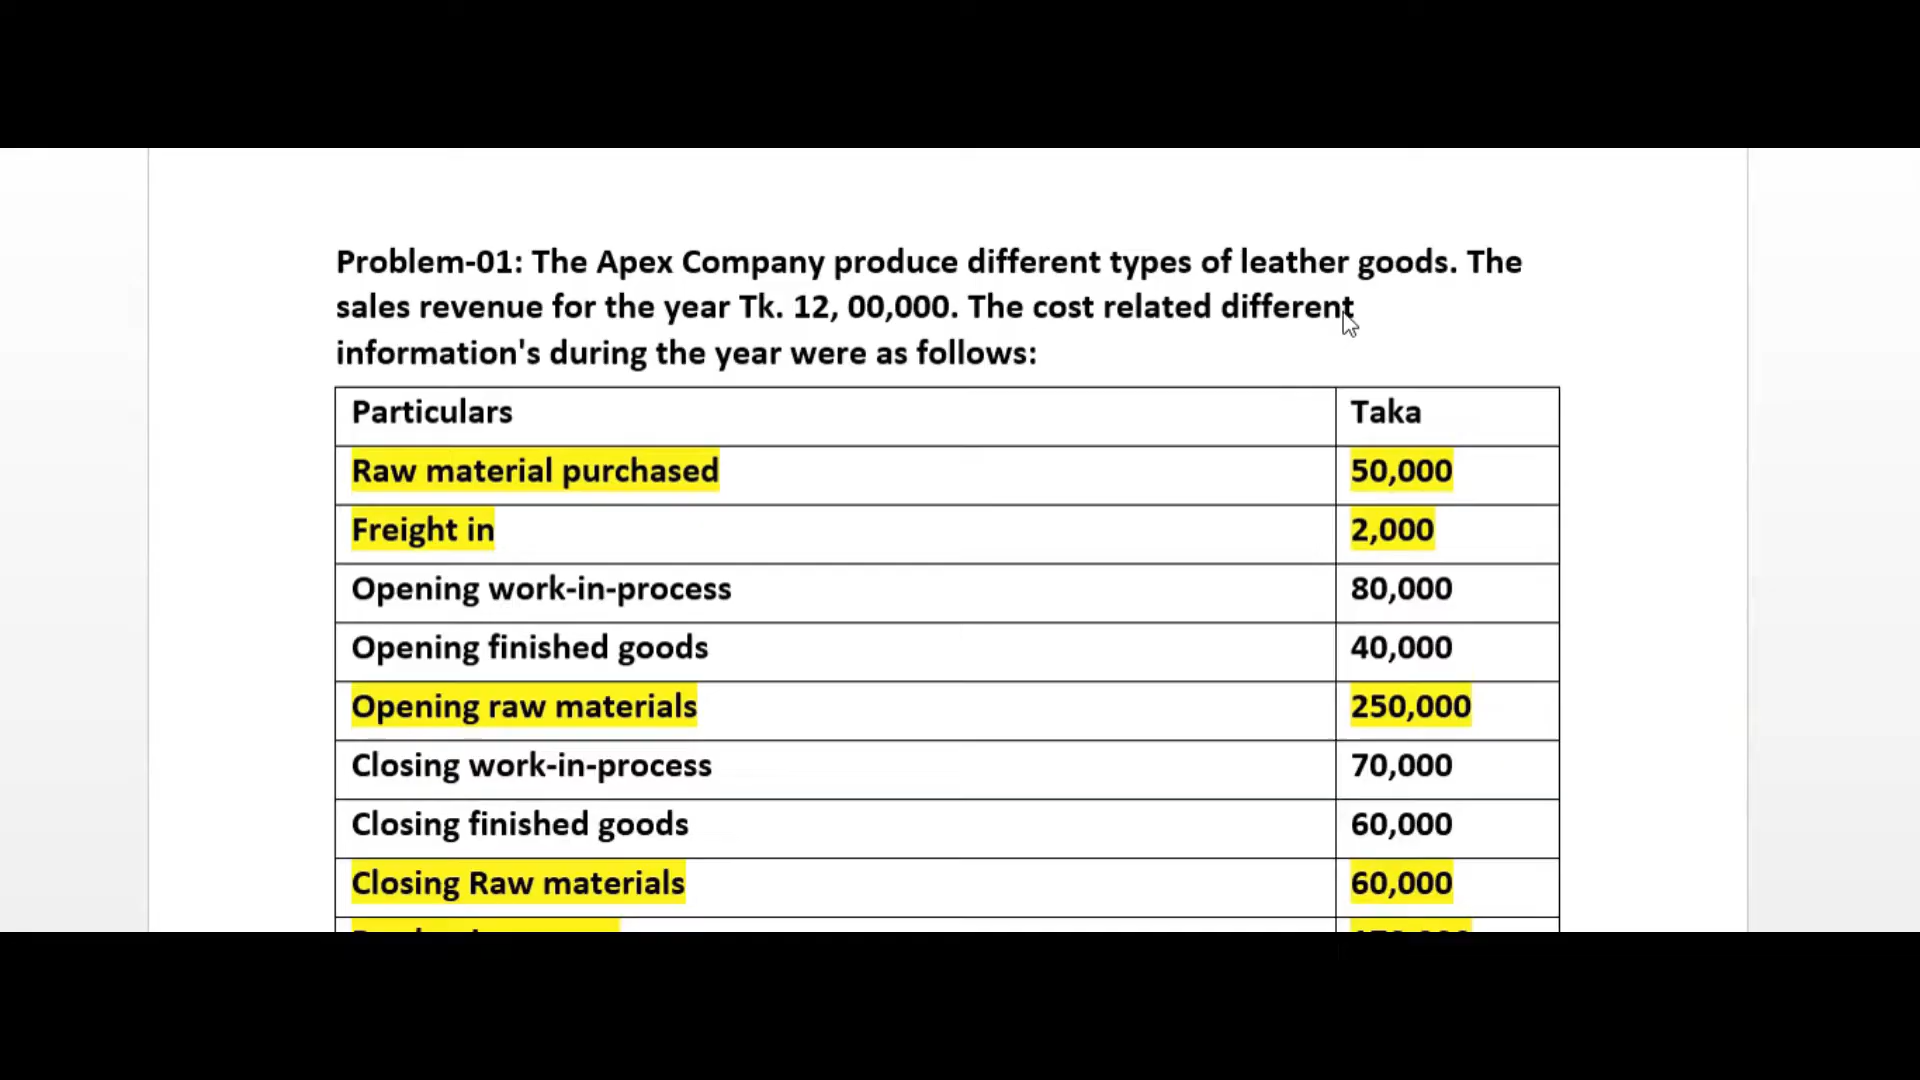 Problem-01: The Apex Company produce different types of leather goods. The
sales revenue for the year Tk. 12, 00,000. The cost related different
information's during the year were as follows:
Particulars Taka
Raw material purchased 50,000
Freight in 2,000
Opening work-in-process 80,000
Opening finished goods 40,000
Opening raw materials 250,000
Closing work-in-process 70,000
Closing finished goods 60,000
Closing Raw materials 60,000